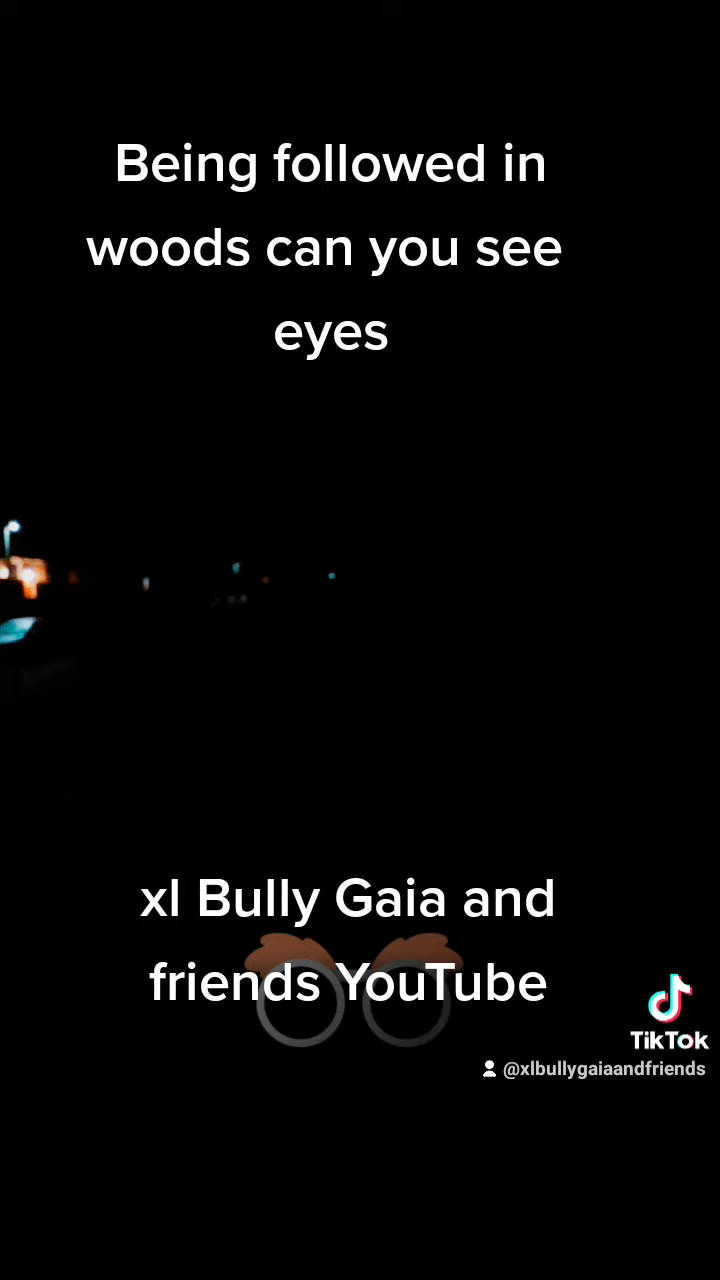 Being followed in
woods can you see
eyes
xl Bully Gaia and
friends YouTube
TikTok
@xlbullygaiaandfriends